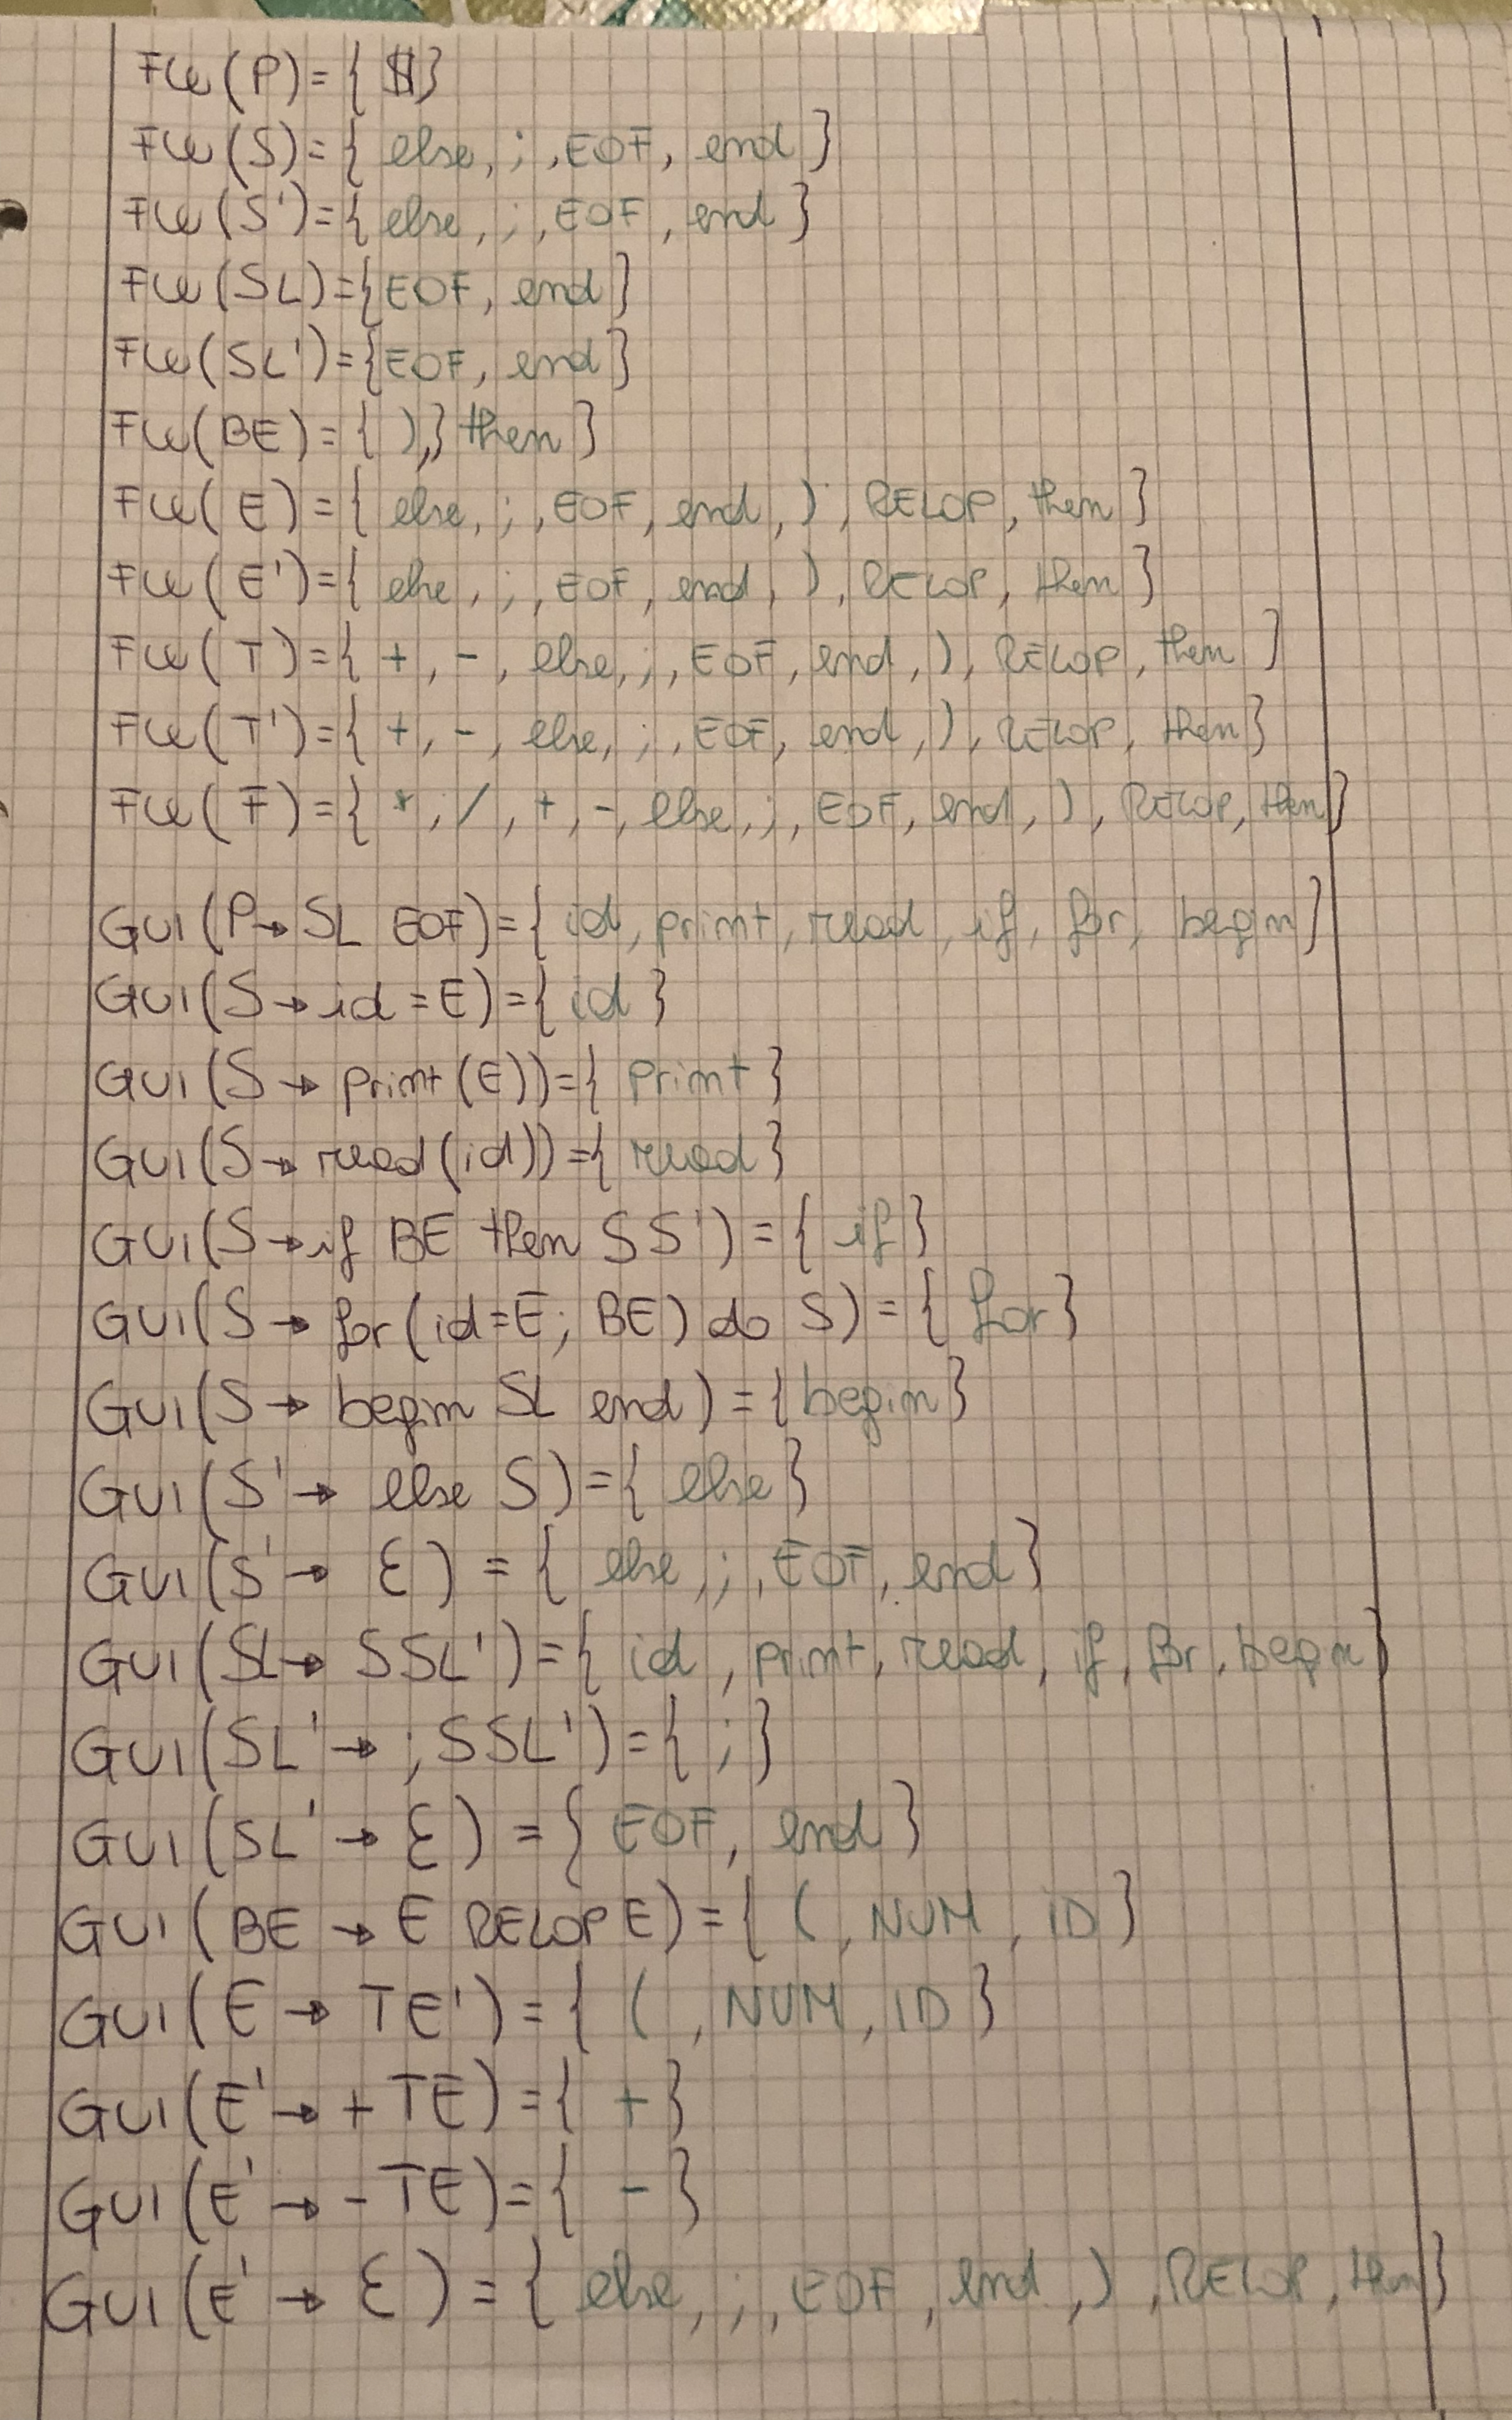 FW(P)={$}
FW(S)={ else, ; , EOF, end }
FW(S')={ else, ; , EOF, end }
FW(SL)={EOF, end }
FW(SL')={EOF, end }
FW(BE)={ ),} then }
FW(E)={ else, ; , EOF, end, ), RELOP, then }
FW(E')={ else, ; , EOF, end, ), RELOP, then }
FW(T)={ +, -, else, ; , EOF, end, ), RELOP, then }
FW(T')={ +, -, else, ; , EOF, end, ), RELOP, then }
FW(F)={ *, /, +, -, else, ; , EOF, end, ), RELOP, then }
GUI(P→SL EOF)={ id, print, read, if, for, begin }
GUI(S→id=E)={ id }
GUI(S→print(E))={ print }
GUI(S→read(id))={ read }
GUI(S→if BE then SS')={ if }
GUI(S→for(id=E; BE) do S)={ for }
GUI(S→begin SL end)={ begin }
GUI(S'→ else S)={ else }
GUI(S'→ ε)={ else, ; , EOF, end }
GUI(SL→ SSL')={ id, print, read, if, for, begin }
GUI(SL'→ ; SSL')={ ; }
GUI(SL'→ ε)={ EOF, end }
GUI(BE→ E RELOP E)={ (, NUM, ID }
GUI(E→ TE')={ (, NUM, ID }
GUI(E'→ + TE)={ + }
GUI(E'→ - TE)={ - }
GUI(E'→ ε)={ else, ; , EOF, end, ), RELOP, then }